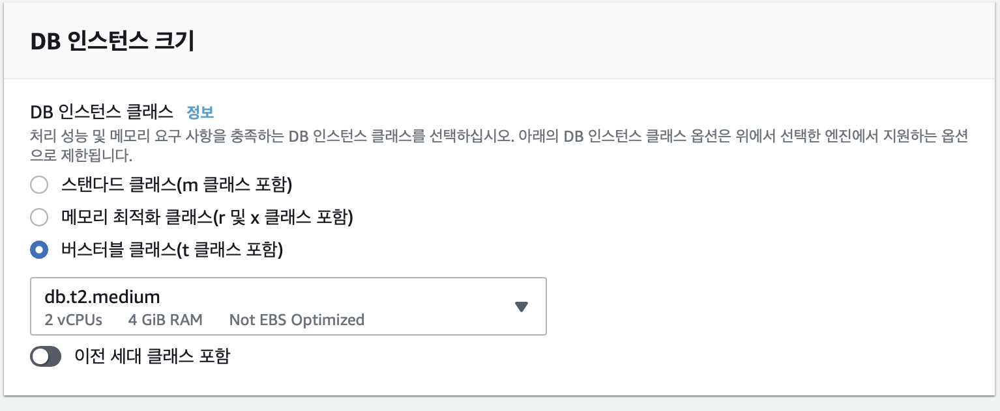 DB 인스턴스 크기
DB 인스턴스 클래스 정보
처리 성능 및 메모리 요구 사항을 충족하는 DB 인스턴스 클래스를 선택하십시오. 아래의 DB 인스턴스 클래스 옵션은 위에서 선택한 엔진에서 지원하는 옵션
으로 제한됩니다.
스탠다드 클래스(m 클래스 포함)
메모리 최적화 클래스(r 및 x 클래스 포함)
버스터블 클래스(t 클래스 포함)
db.t2.medium
2 vCPUs 4 GiB RAM Not EBS Optimized
이전 세대 클래스 포함